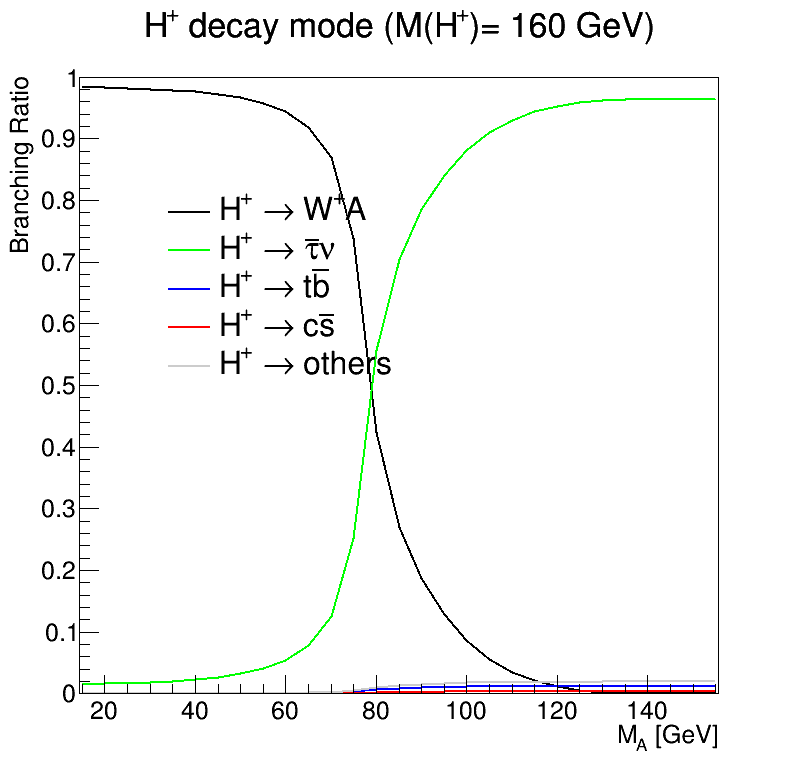 H⁺ decay mode (M(H⁺)= 160 GeV)
Branching Ratio
1
0.9
0.8
0.7
0.6
0.5
0.4
0.3
0.2
0.1
0
H⁺ → W⁺A
H⁺ → τ̅ν
H⁺ → tb̅
H⁺ → cs̅
H⁺ → others
20 40 60 80 100 120 140
M_A [GeV]